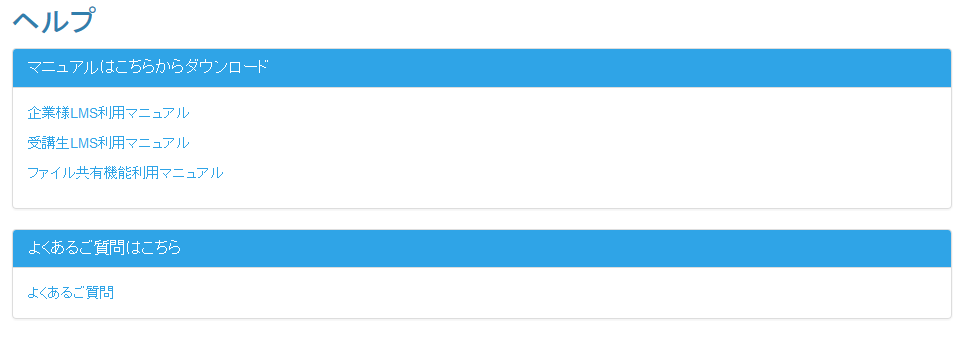 ヘルプ
マニュアルはこちらからダウンロード
企業様LMS利用マニュアル
受講生LMS利用マニュアル
ファイル共有機能利用マニュアル
よくあるご質問はこちら
よくあるご質問